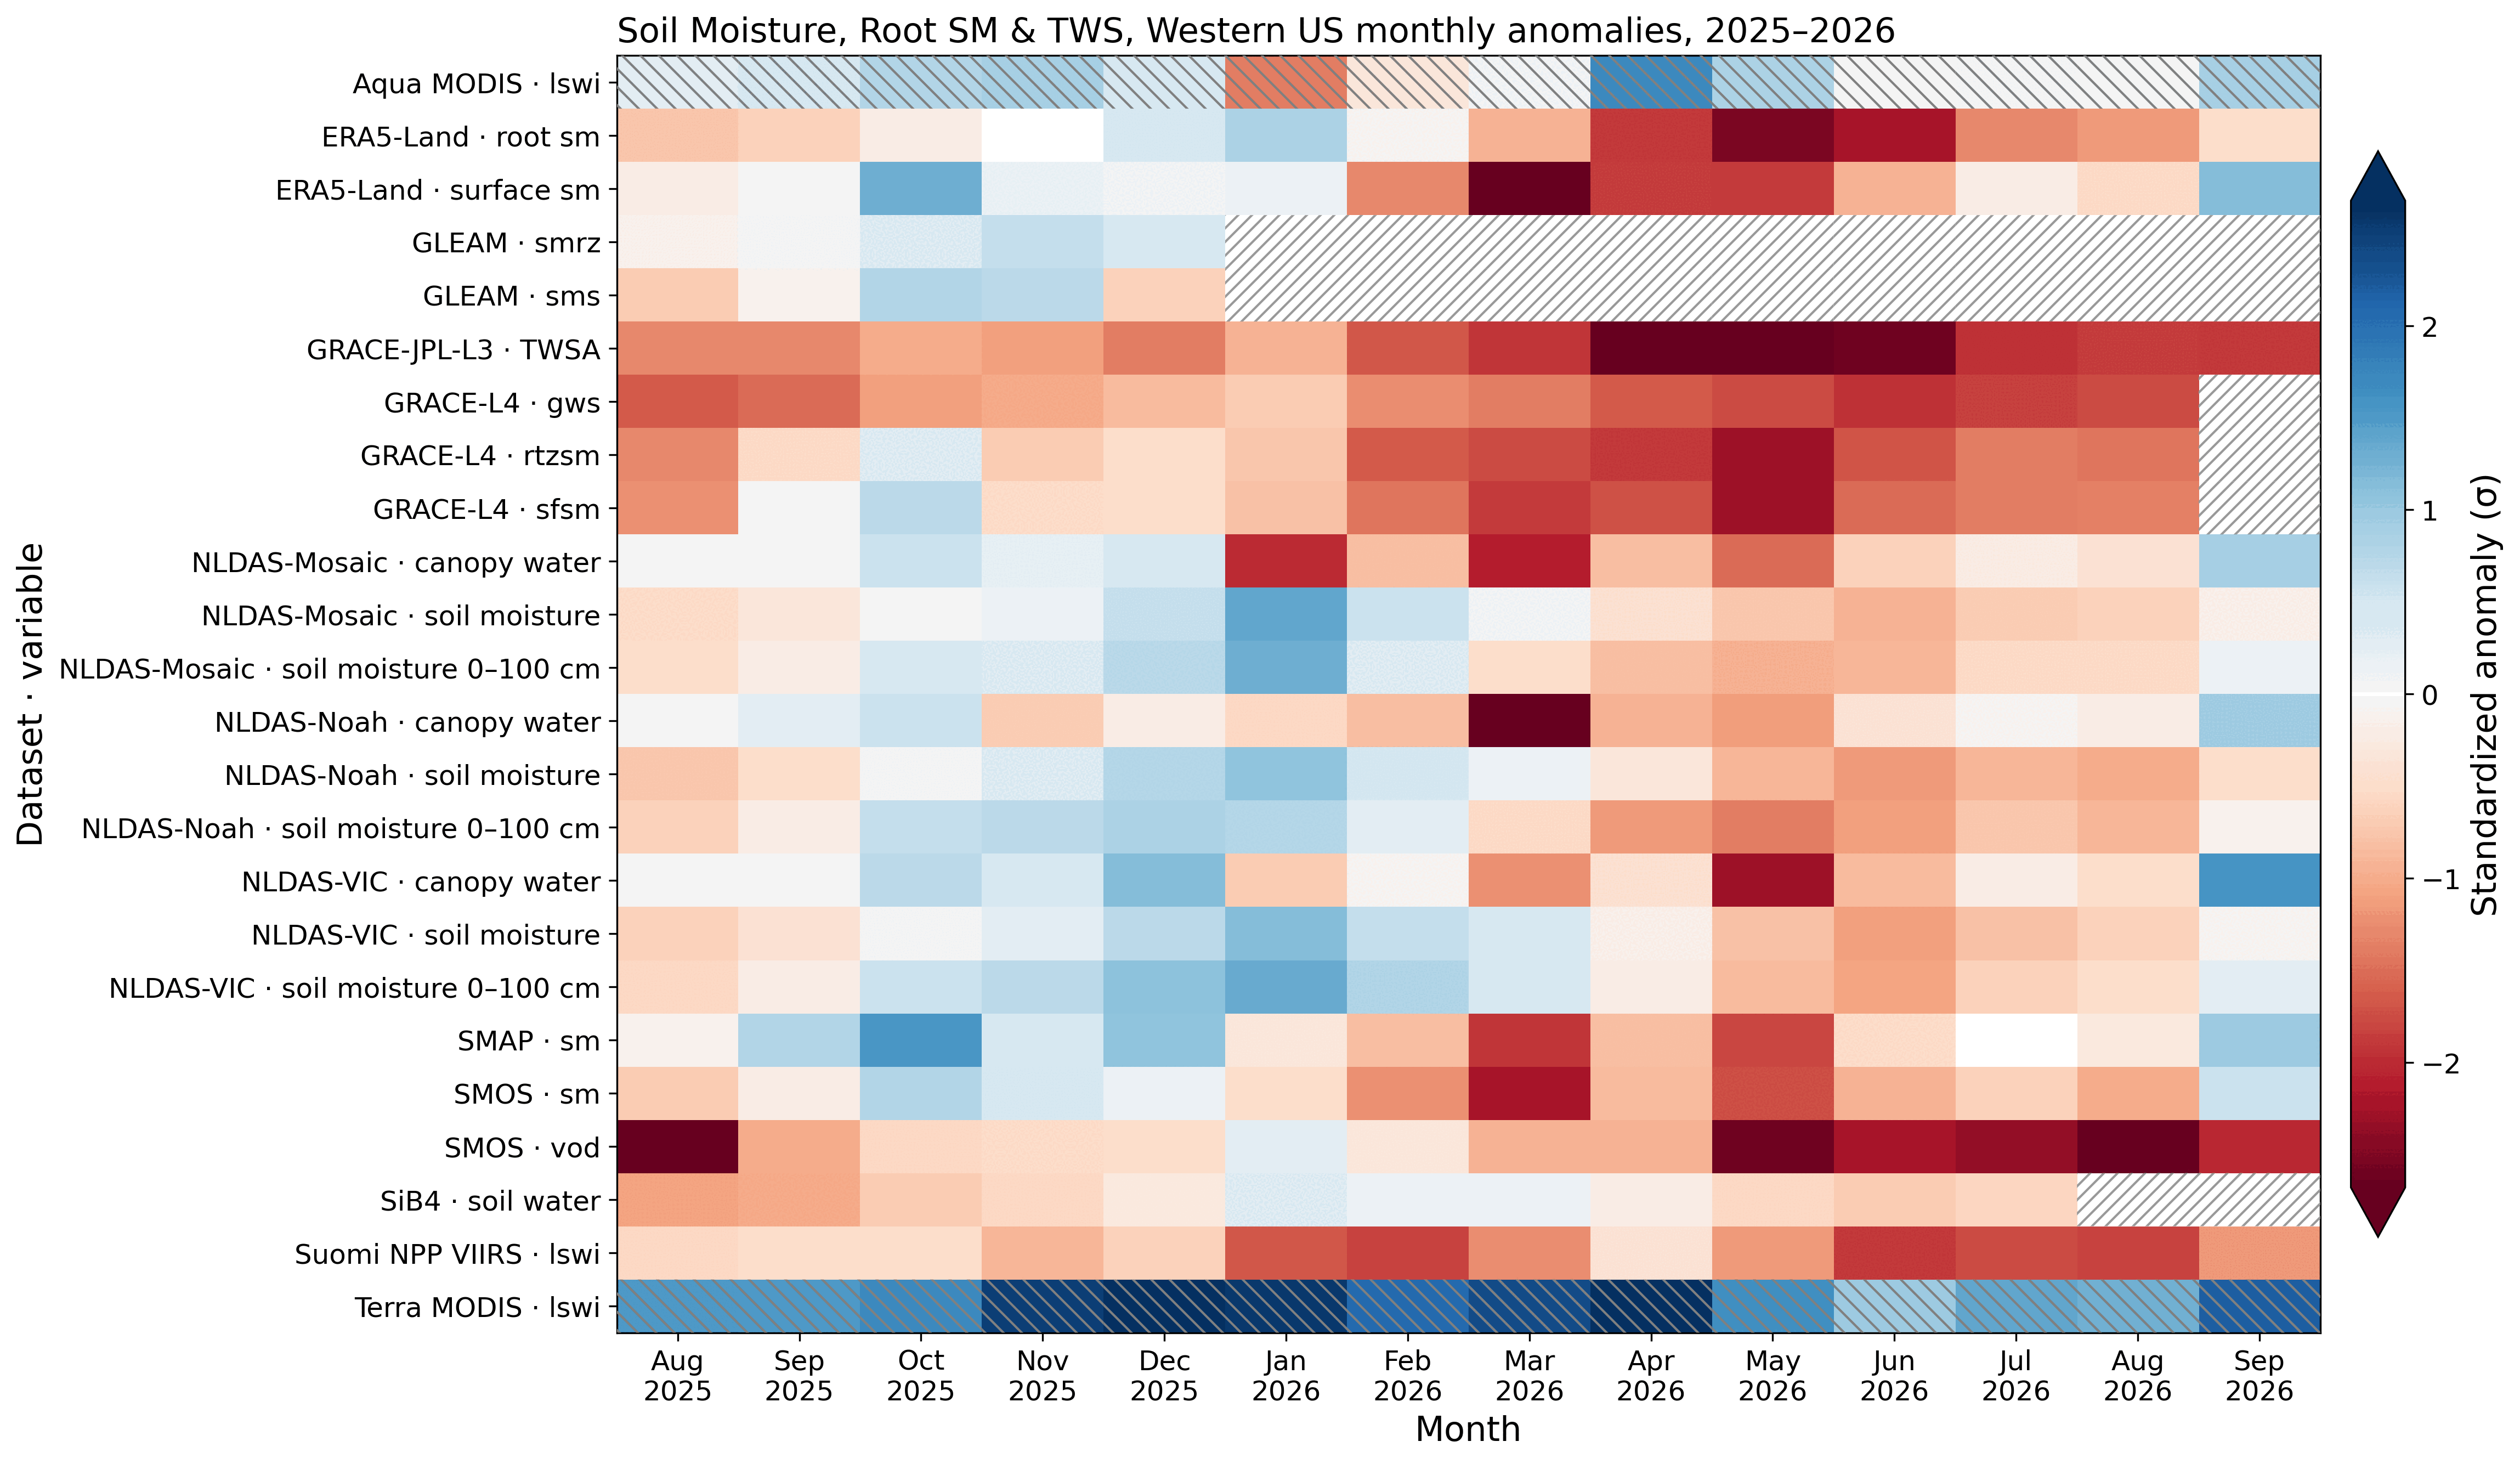 Soil Moisture, Root SM & TWS, Western US monthly anomalies, 2025–2026
Dataset · variable
Aqua MODIS · lswi
ERA5-Land · root sm
ERA5-Land · surface sm
GLEAM · smrz
GLEAM · sms
GRACE-JPL-L3 · TWSA
GRACE-L4 · gws
GRACE-L4 · rtzsm
GRACE-L4 · sfsm
NLDAS-Mosaic · canopy water
NLDAS-Mosaic · soil moisture
NLDAS-Mosaic · soil moisture 0–100 cm
NLDAS-Noah · canopy water
NLDAS-Noah · soil moisture
NLDAS-Noah · soil moisture 0–100 cm
NLDAS-VIC · canopy water
NLDAS-VIC · soil moisture
NLDAS-VIC · soil moisture 0–100 cm
SMAP · sm
SMOS · sm
SMOS · vod
SiB4 · soil water
Suomi NPP VIIRS · lswi
Terra MODIS · lswi
Aug Sep Oct Nov Dec Jan Feb Mar Apr May Jun Jul Aug Sep
2025 2025 2025 2025 2025 2026 2026 2026 2026 2026 2026 2026 2026 2026
Month
2
1
0
−1
−2
Standardized anomaly (σ)